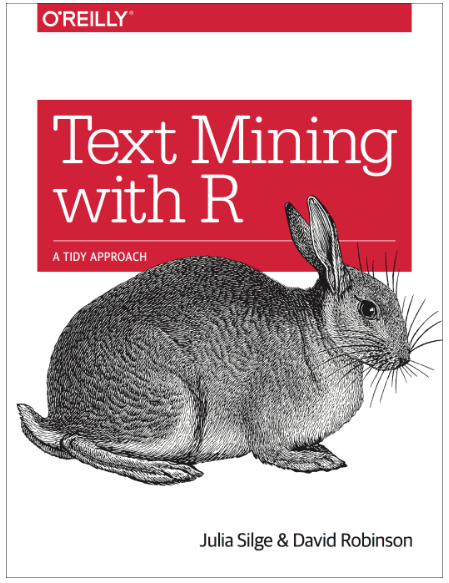 O'REILLY®
Text Mining
with R
A TIDY APPROACH
Julia Silge & David Robinson